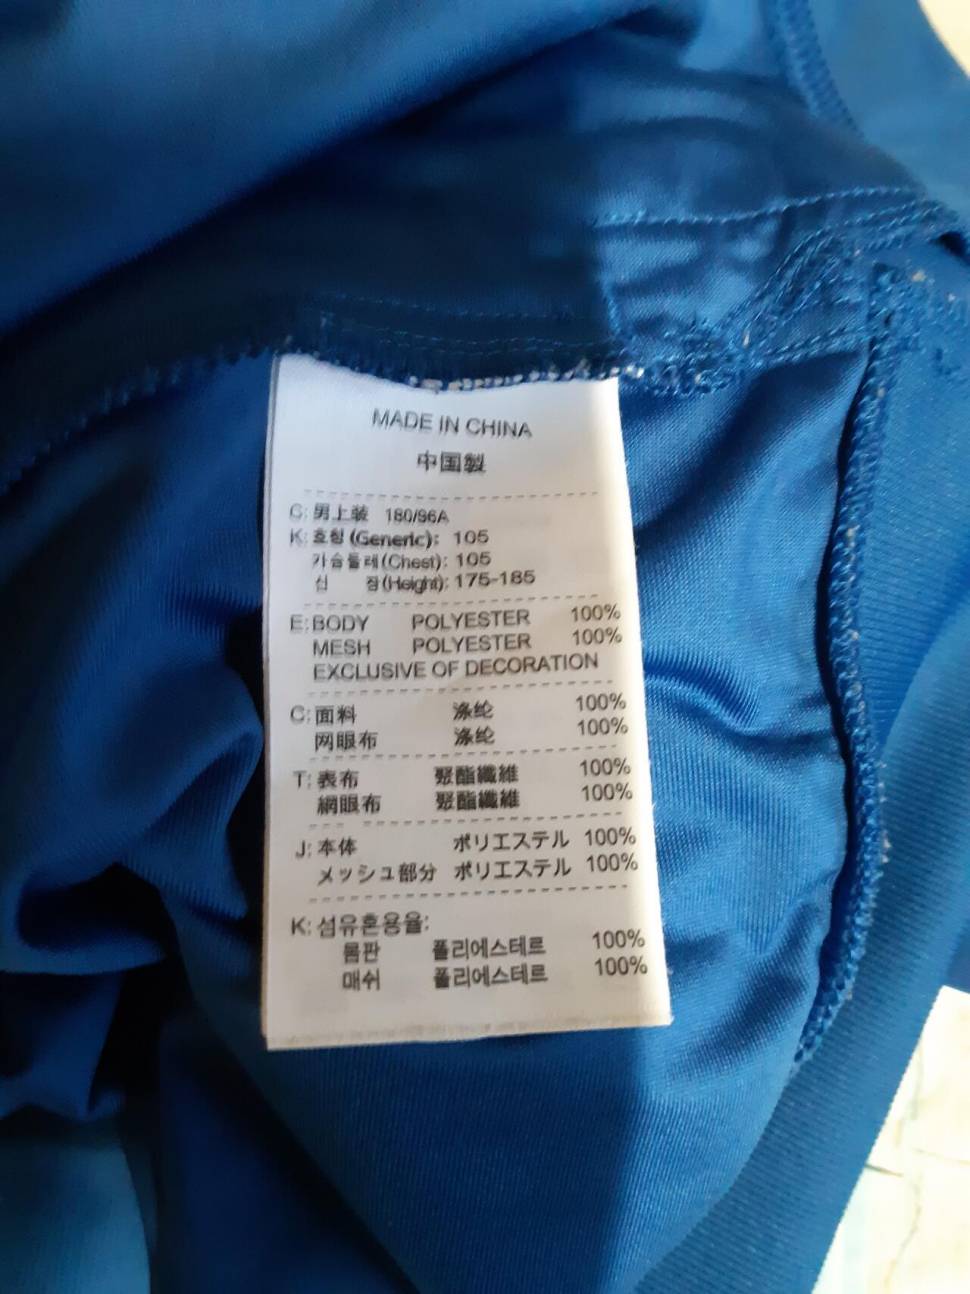 MADE IN CHINA
中国製
C: 男上装 180/96A
K: 호칭 (Generic): 105
가슴둘레(Chest): 105
신 장(Height): 175-185
E: BODY POLYESTER 100%
MESH POLYESTER 100%
EXCLUSIVE OF DECORATION
C: 面料 涤纶 100%
网眼布 涤纶 100%
T: 表布 聚酯纖維 100%
網眼布 聚酯纖維 100%
J: 本体 ポリエステル 100%
メッシュ部分 ポリエステル 100%
K: 섬유혼용율:
몸판 폴리에스테르 100%
매쉬 폴리에스테르 100%